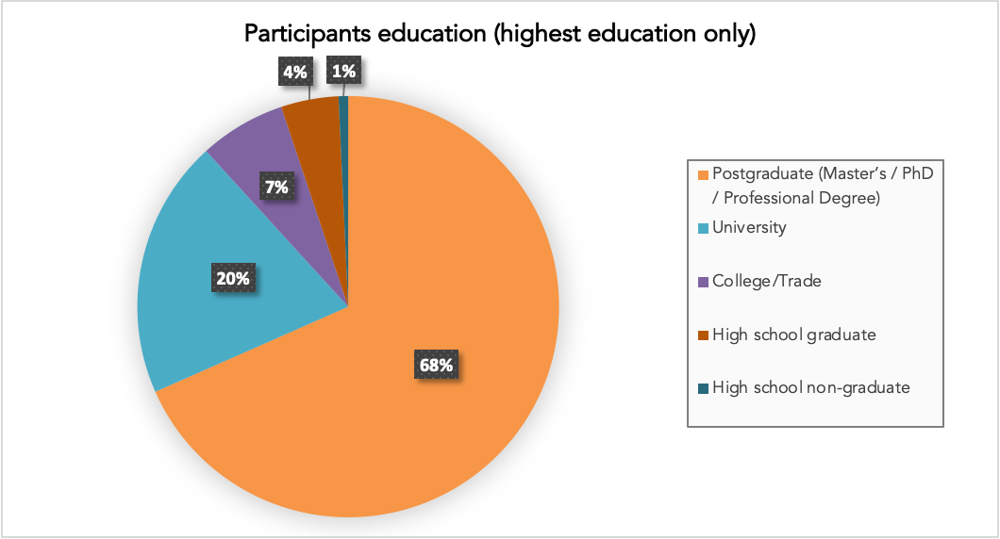 Participants education (highest education only)
4%
1%
7%
20%
68%
Postgraduate (Master’s / PhD
/ Professional Degree)
University
College/Trade
High school graduate
High school non-graduate